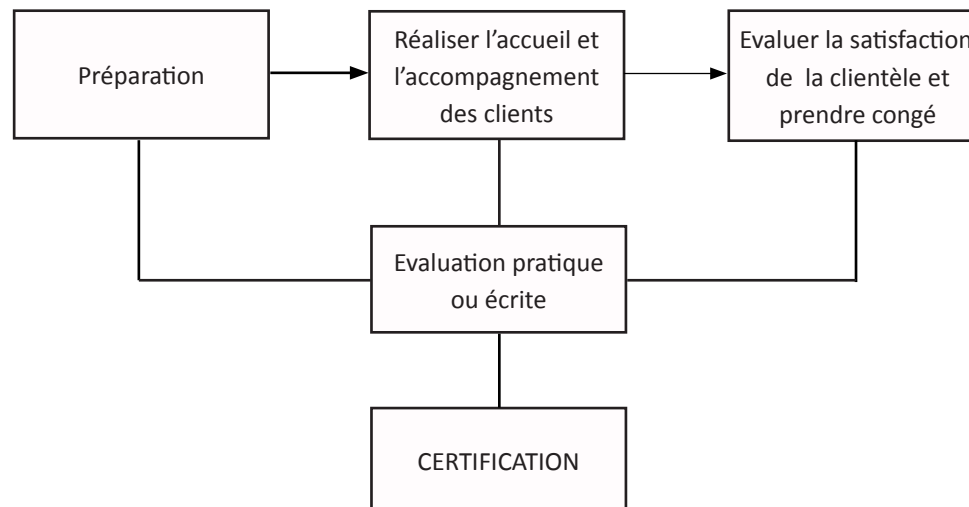 Préparation
Réaliser l’accueil et
l’accompagnement
des clients
Evaluer la satisfaction
de la clientèle et
prendre congé
Evaluation pratique
ou écrite
CERTIFICATION